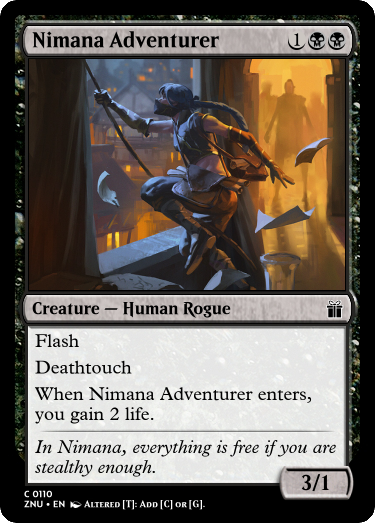 Nimana Adventurer 1
Creature — Human Rogue
Flash
Deathtouch
When Nimana Adventurer enters,
you gain 2 life.
In Nimana, everything is free if you are
stealthy enough.
3/1
C 0110
ZNU • EN Altered [T]: Add [C] or [G].